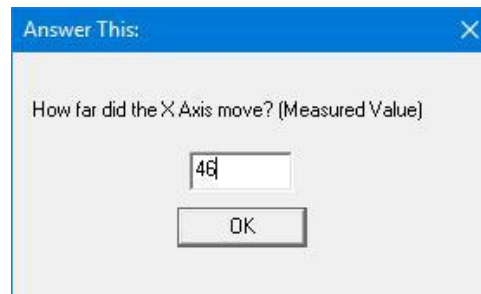 Answer This:
How far did the X Axis move? (Measured Value)
46
OK